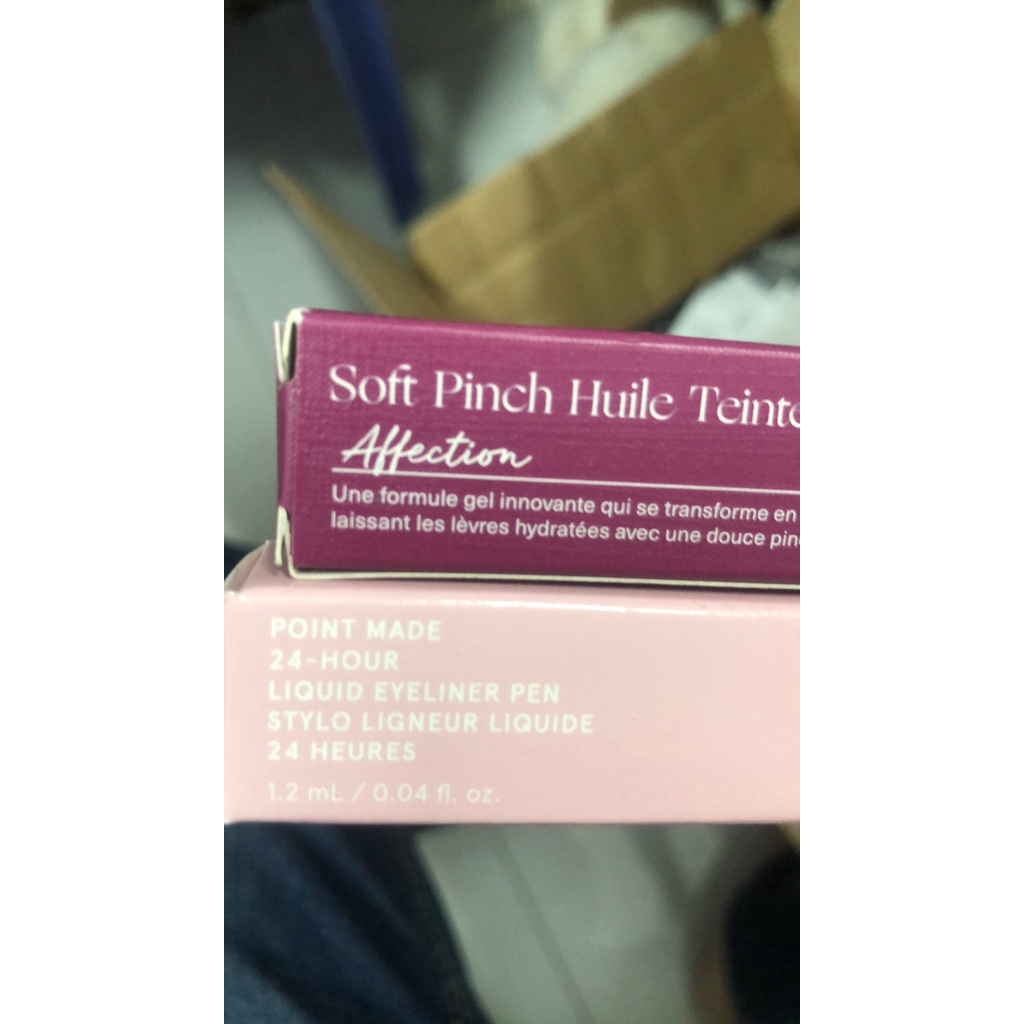 Soft Pinch Huile Teinte
Affection
Une formule gel innovante qui se transforme en
laissant les lèvres hydratées avec une douce
POINT MADE
24-HOUR
LIQUID EYELINER PEN
STYLO LIGNEUR LIQUIDE
24 HEURES
1.2 mL / 0.04 fl. oz.